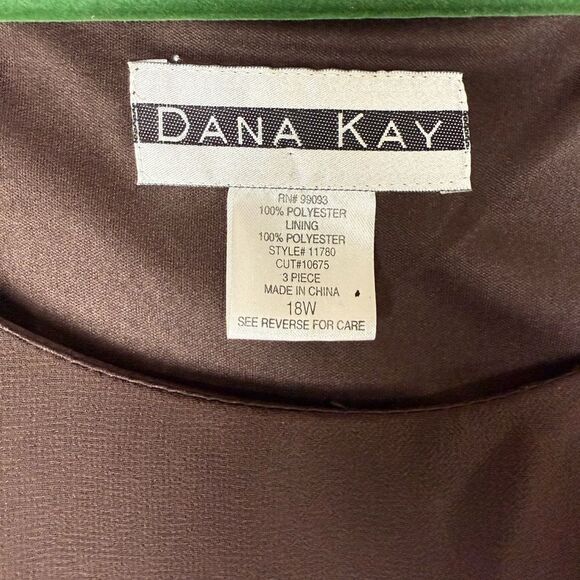 DANA KAY
RN# 99093
100% POLYESTER
LINING
100% POLYESTER
STYLE# 11780
CUT#10675
3 PIECE
MADE IN CHINA
18W
SEE REVERSE FOR CARE